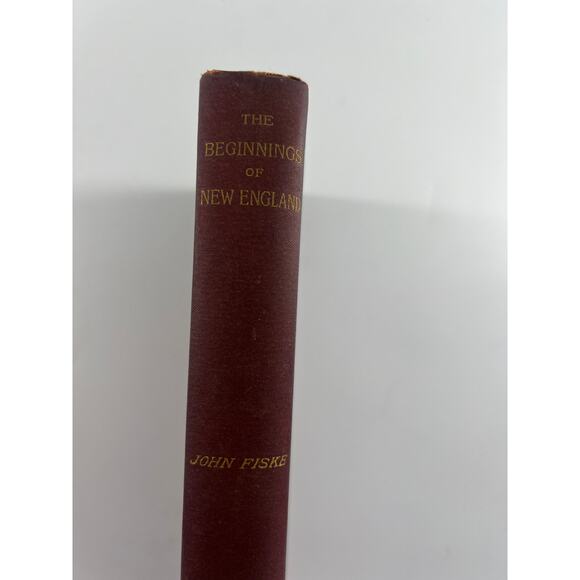 THE
BEGINNINGS
OF
NEW ENGLAND
JOHN FISKE